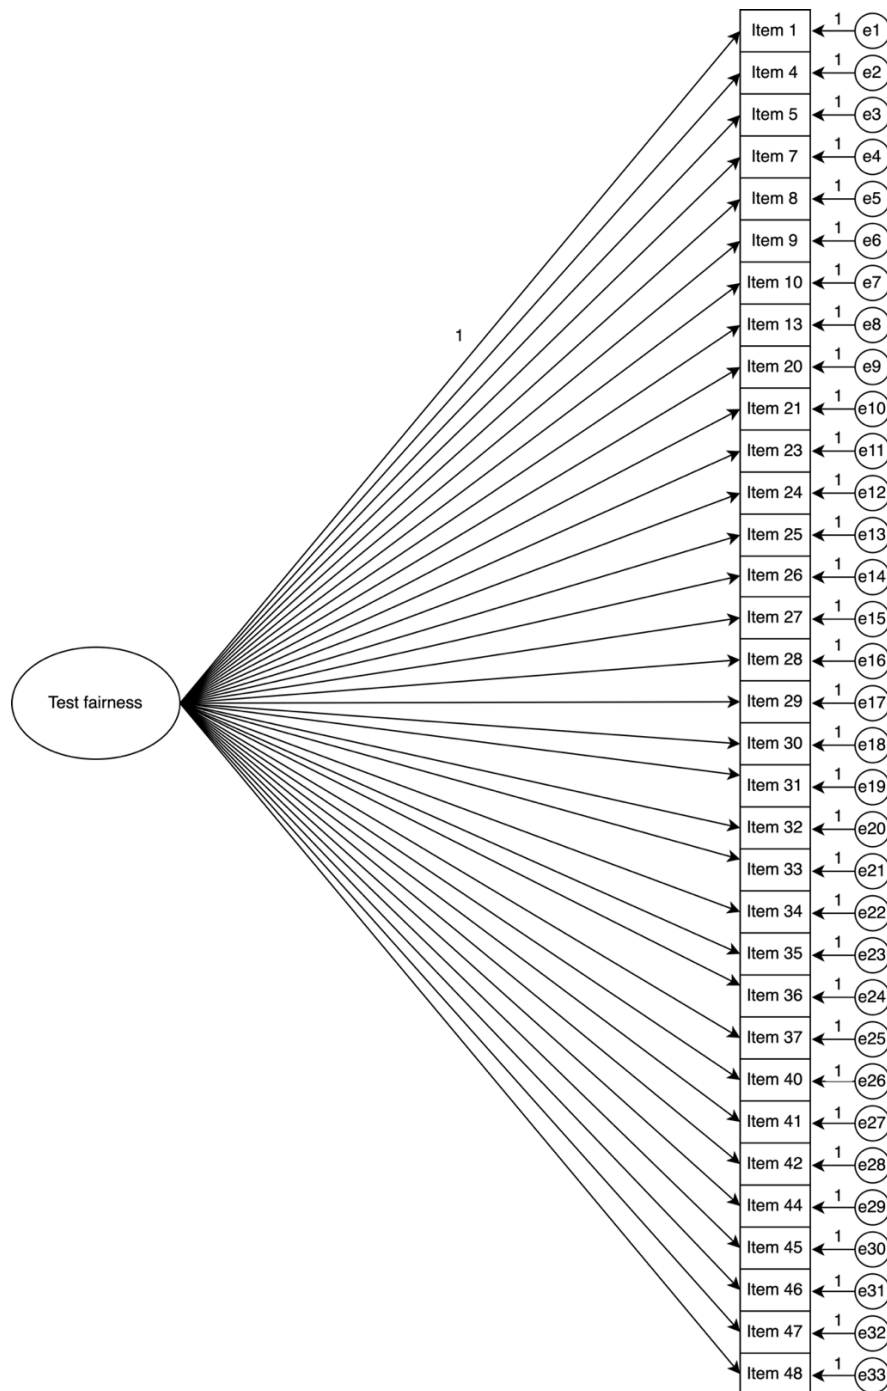 Item 1 1 e1
Item 4 1 e2
Item 5 1 e3
Item 7 1 e4
Item 8 1 e5
Item 9 1 e6
Item 10 1 e7
Item 13 1 e8
1
Item 20 1 e9
Item 21 1 e10
Item 23 1 e11
Item 24 1 e12
Item 25 1 e13
Item 26 1 e14
Item 27 1 e15
Item 28 1 e16
Test fairness
Item 29 1 e17
Item 30 1 e18
Item 31 1 e19
Item 32 1 e20
Item 33 1 e21
Item 34 1 e22
Item 35 1 e23
Item 36 1 e24
Item 37 1 e25
Item 40 1 e26
Item 41 1 e27
Item 42 1 e28
Item 44 1 e29
Item 45 1 e30
Item 46 1 e31
Item 47 1 e32
Item 48 1 e33